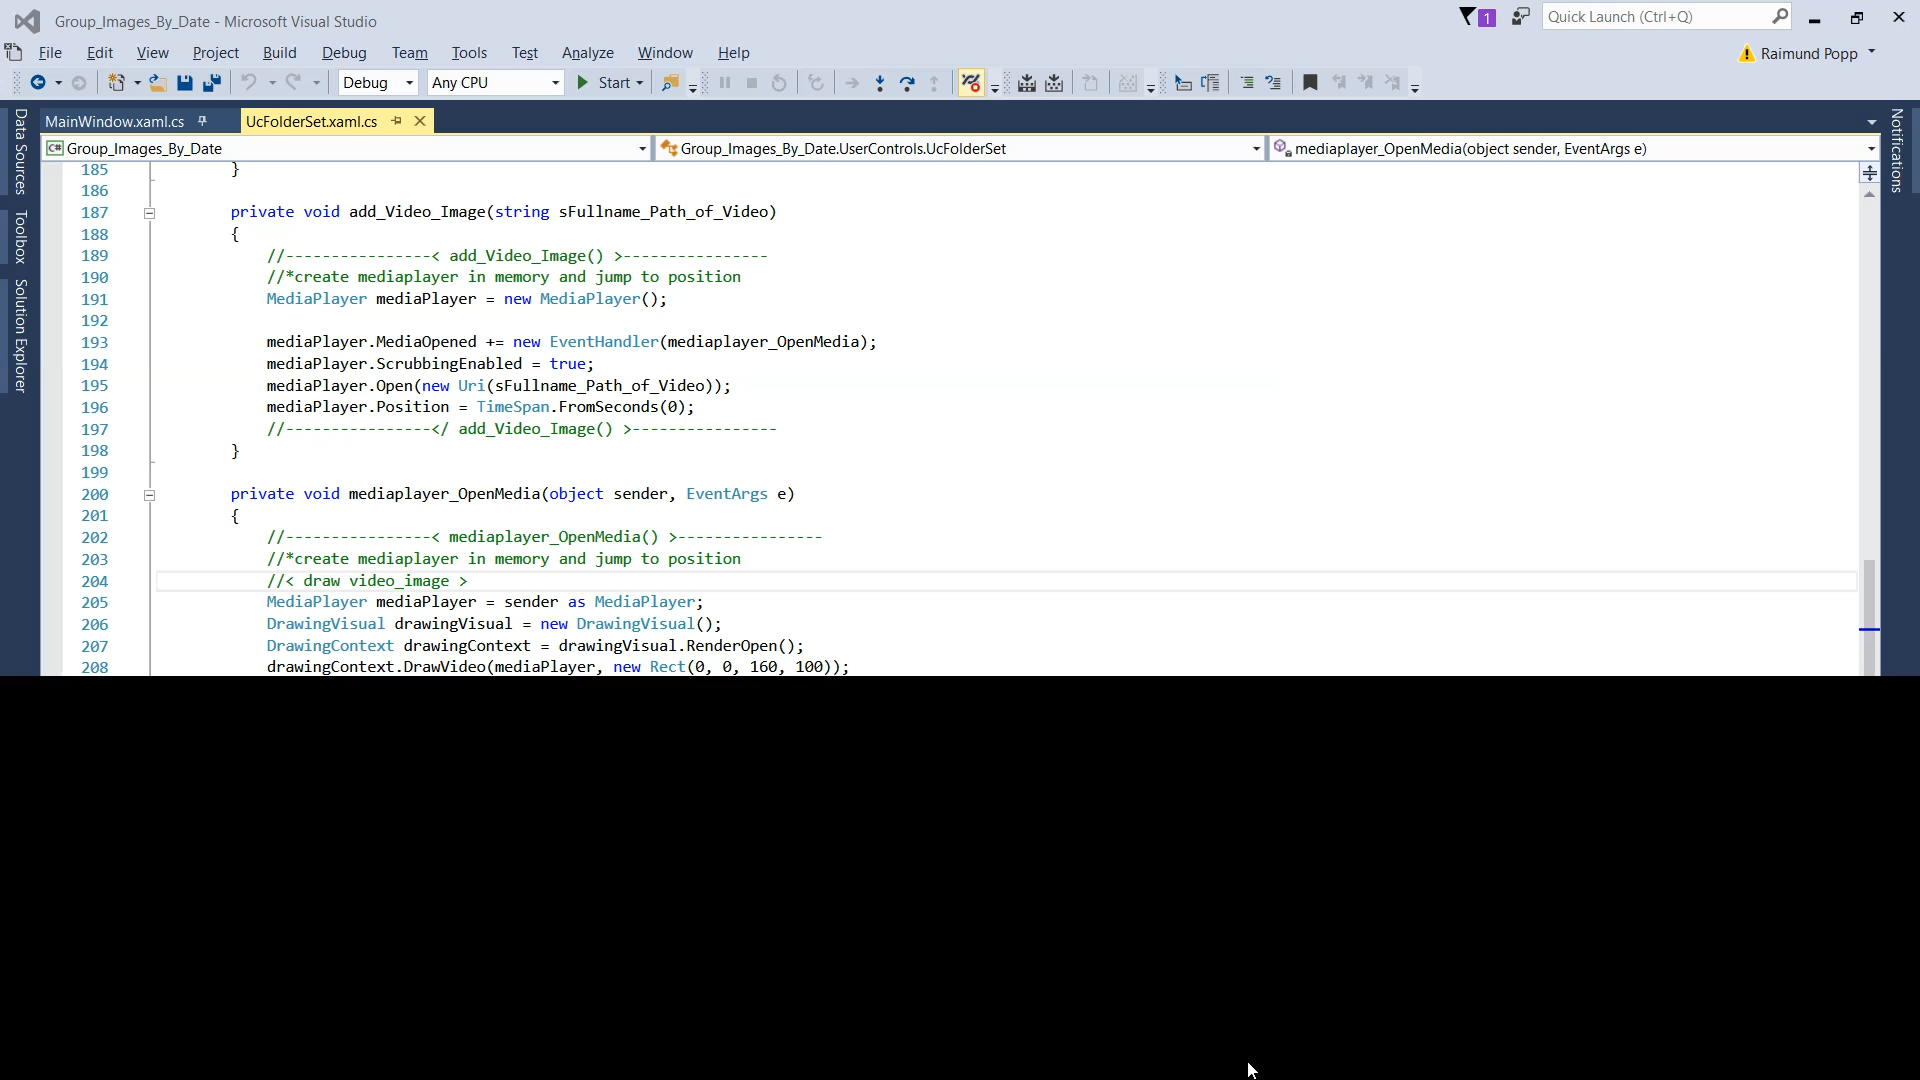 Group_Images_By_Date - Microsoft Visual Studio
1
Quick Launch (Ctrl+Q)
File Edit View Project Build Debug Team Tools Test Analyze Window Help
Raimund Popp
Debug Any CPU Start
Data Sources
Toolbox
Solution Explorer
Notifications
MainWindow.xaml.cs UcFolderSet.xaml.cs
C# Group_Images_By_Date Group_Images_By_Date.UserControls.UcFolderSet mediaplayer_OpenMedia(object sender, EventArgs e)
185 }
186
187 private void add_Video_Image(string sFullname_Path_of_Video)
188 {
189 //----------------< add_Video_Image() >----------------
190 //*create mediaplayer in memory and jump to position
191 MediaPlayer mediaPlayer = new MediaPlayer();
192
193 mediaPlayer.MediaOpened += new EventHandler(mediaplayer_OpenMedia);
194 mediaPlayer.ScrubbingEnabled = true;
195 mediaPlayer.Open(new Uri(sFullname_Path_of_Video));
196 mediaPlayer.Position = TimeSpan.FromSeconds(0);
197 //----------------</ add_Video_Image() >----------------
198 }
199
200 private void mediaplayer_OpenMedia(object sender, EventArgs e)
201 {
202 //----------------< mediaplayer_OpenMedia() >----------------
203 //*create mediaplayer in memory and jump to position
204 //< draw video_image >
205 MediaPlayer mediaPlayer = sender as MediaPlayer;
206 DrawingVisual drawingVisual = new DrawingVisual();
207 DrawingContext drawingContext = drawingVisual.RenderOpen();
208 drawingContext.DrawVideo(mediaPlayer, new Rect(0, 0, 160, 100));